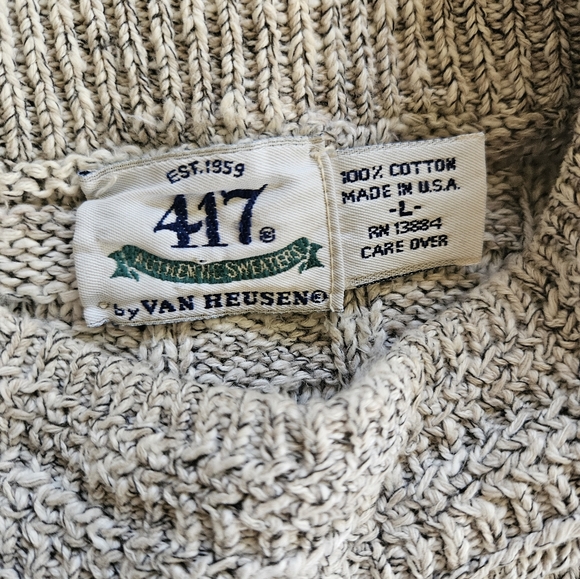 EST. 1959
417®
AUTHENTIC SWEATERS
by VAN HEUSEN®
100% COTTON
MADE IN U.S.A.
-L-
RN 13884
CARE OVER